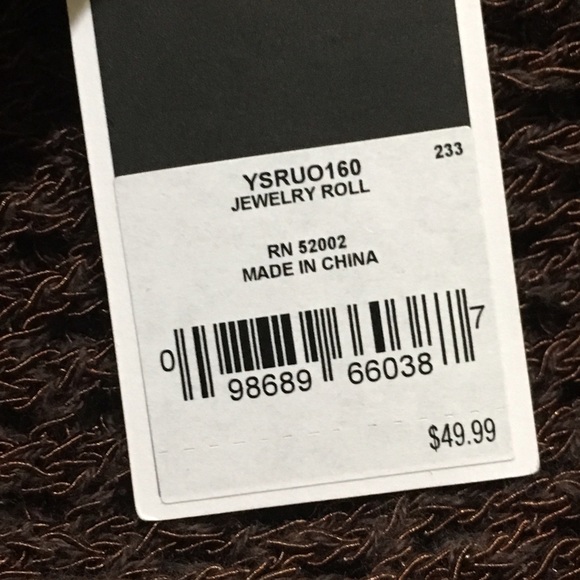 233
YSRUO160
JEWELRY ROLL
RN 52002
MADE IN CHINA
0 98689 66038 7
$49.99